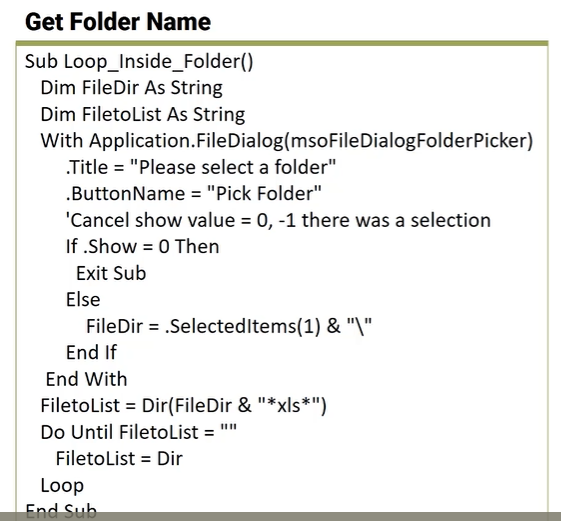 Get Folder Name
Sub Loop_Inside_Folder()
Dim FileDir As String
Dim FiletoList As String
With Application.FileDialog(msoFileDialogFolderPicker)
.Title = "Please select a folder"
.ButtonName = "Pick Folder"
'Cancel show value = 0, -1 there was a selection
If .Show = 0 Then
Exit Sub
Else
FileDir = .SelectedItems(1) & "\"
End If
End With
FiletoList = Dir(FileDir & "*xls*")
Do Until FiletoList = ""
FiletoList = Dir
Loop
End Sub